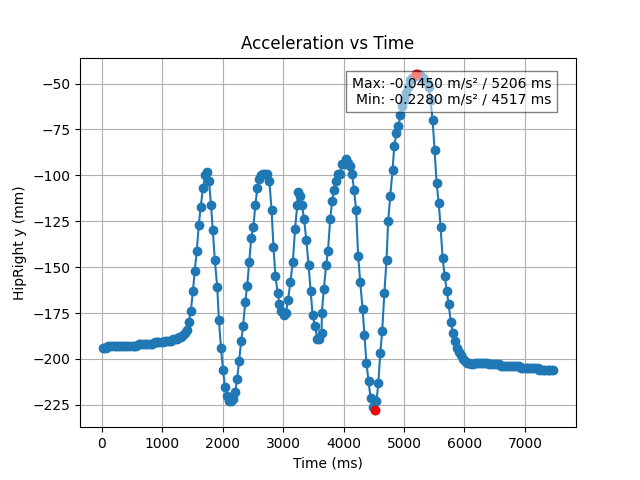 Acceleration vs Time
Max: -0.0450 m/s² / 5206 ms
Min: -0.2280 m/s² / 4517 ms
HipRight y (mm)
−50
−75
−100
−125
−150
−175
−200
−225
0 1000 2000 3000 4000 5000 6000 7000
Time (ms)